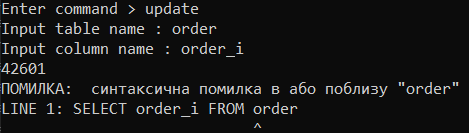 Enter command > update
Input table name : order
Input column name : order_i
42601
ПОМИЛКА:  синтаксична помилка в або поблизу "order"
LINE 1: SELECT order_i FROM order
^